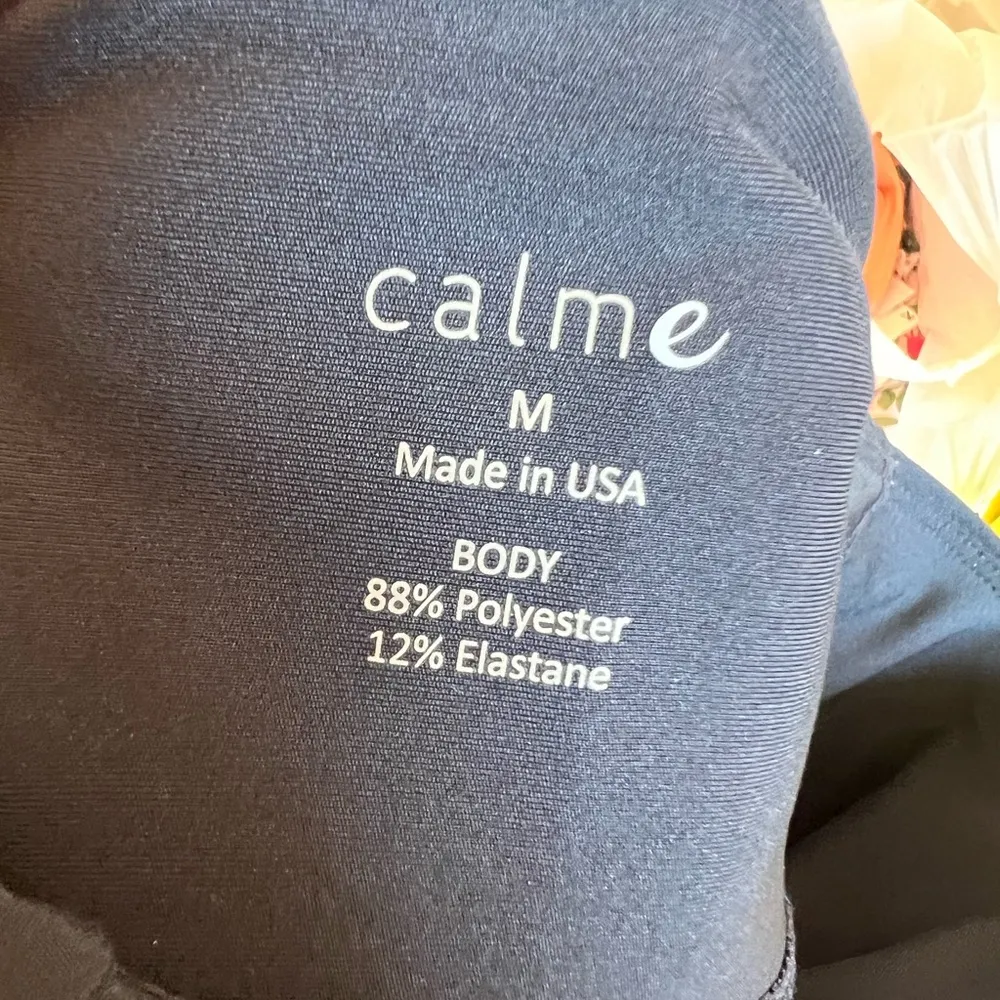 calme
M
Made in USA
BODY
88% Polyester
12% Elastane